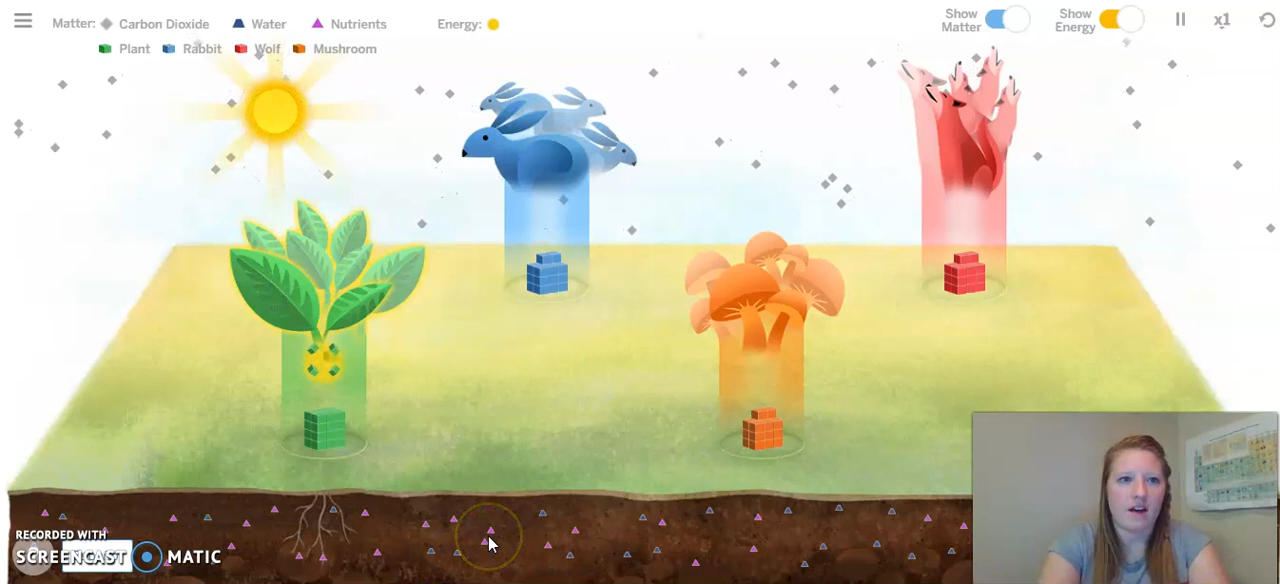 Matter: Carbon Dioxide Water Nutrients Energy:
Plant Rabbit Wolf Mushroom
Show Matter
Show Energy
x1
RECORDED WITH
SCREENCAST MATIC